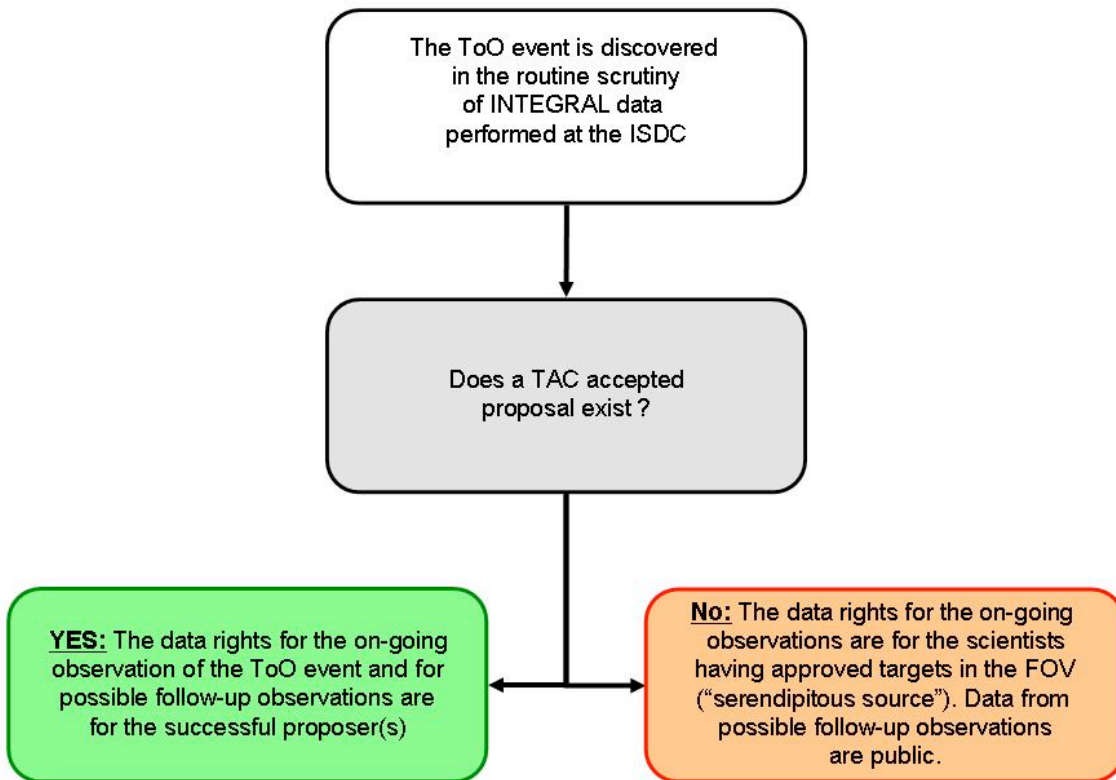 The ToO event is discovered
in the routine scrutiny
of INTEGRAL data
performed at the ISDC
Does a TAC accepted
proposal exist ?
YES: The data rights for the on-going
observation of the ToO event and for
possible follow-up observations are
for the successful proposer(s)
No: The data rights for the on-going
observations are for the scientists
having approved targets in the FOV
(“serendipitous source”). Data from
possible follow-up observations
are public.